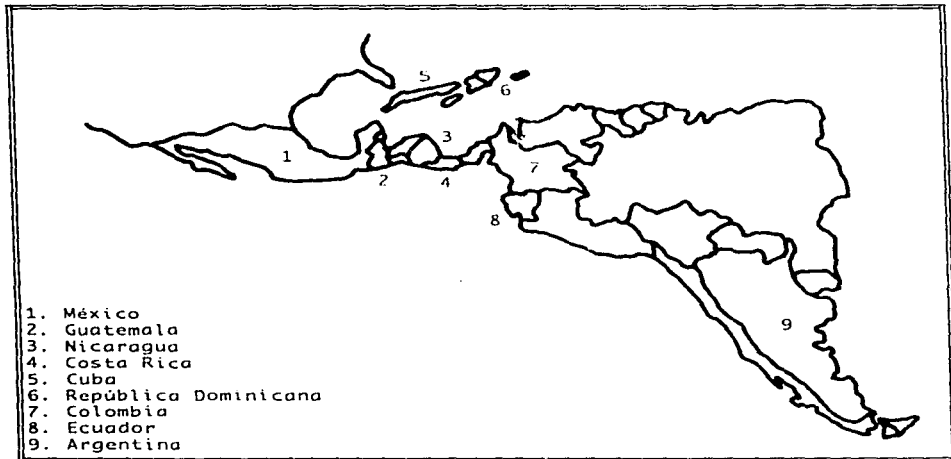 5
6
3
1
7
2
4
8
9
1. México
2. Guatemala
3. Nicaragua
4. Costa Rica
5. Cuba
6. República Dominicana
7. Colombia
8. Ecuador
9. Argentina